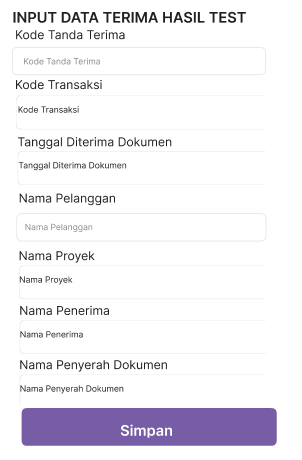 INPUT DATA TERIMA HASIL TEST
Kode Tanda Terima
Kode Tanda Terima
Kode Transaksi
Kode Transaksi
Tanggal Diterima Dokumen
Tanggal Diterima Dokumen
Nama Pelanggan
Nama Pelanggan
Nama Proyek
Nama Proyek
Nama Penerima
Nama Penerima
Nama Penyerah Dokumen
Nama Penyerah Dokumen
Simpan